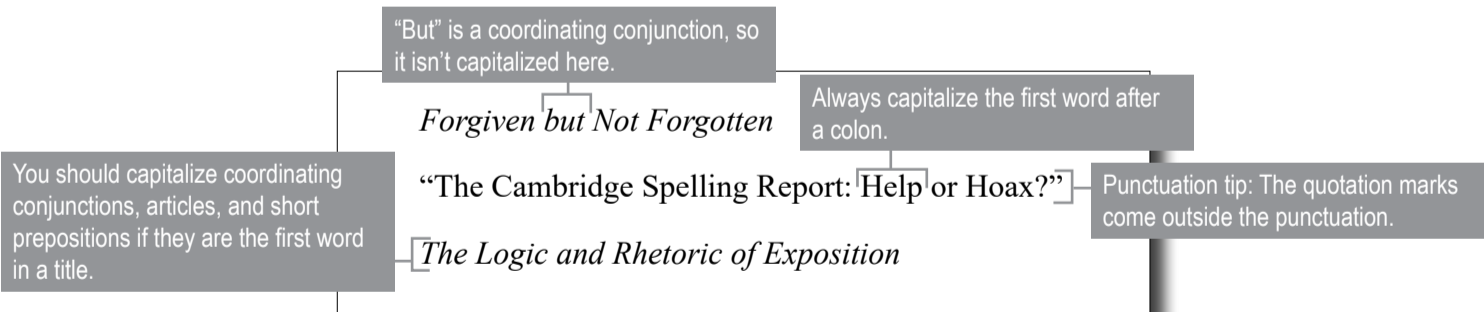 “But” is a coordinating conjunction, so
it isn’t capitalized here.
Forgiven but Not Forgotten
Always capitalize the first word after
a colon.
“The Cambridge Spelling Report: Help or Hoax?”
Punctuation tip: The quotation marks
come outside the punctuation.
You should capitalize coordinating
conjunctions, articles, and short
prepositions if they are the first word
in a title.
The Logic and Rhetoric of Exposition